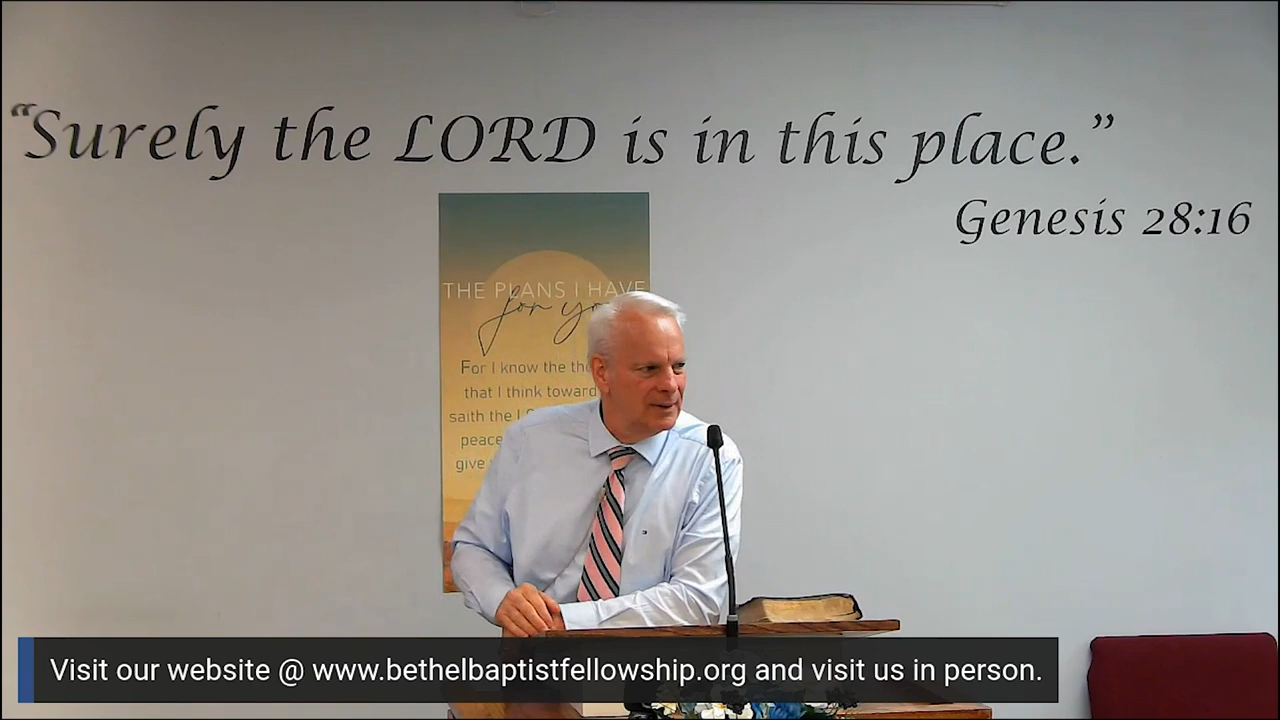 “Surely the LORD is in this place.”
Genesis 28:16
THE PLANS I HAVE
for
For I know the
that I think toward
saith the
peace
give
Visit our website @ www.bethelbaptistfellowship.org and visit us in person.